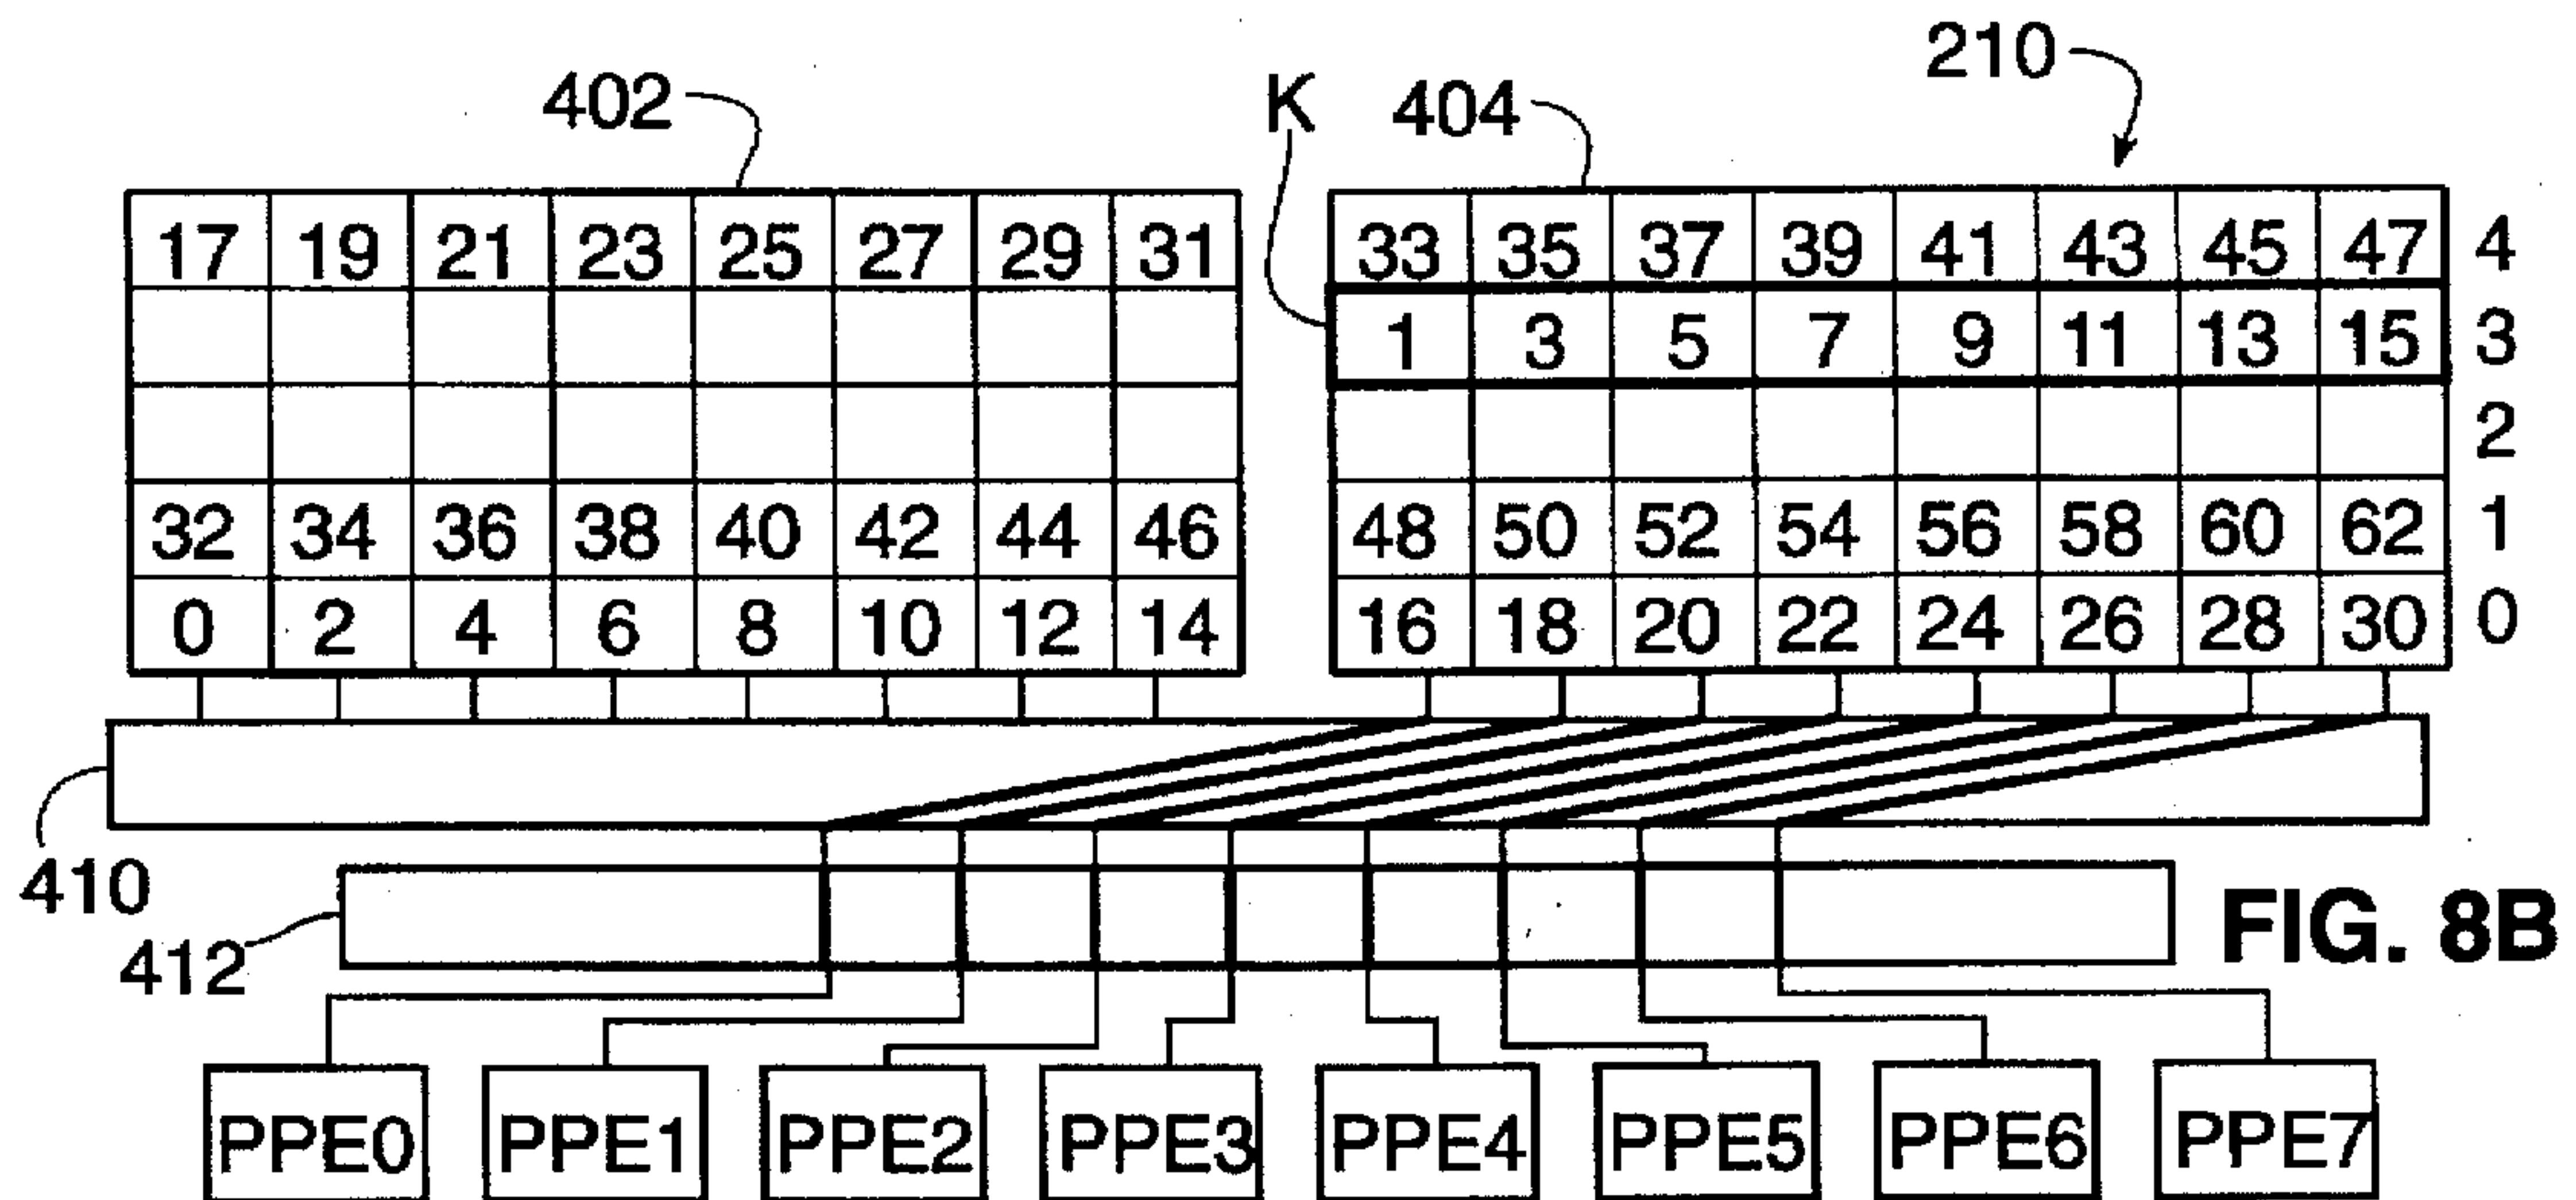 210
402 K 404
17 19 21 23 25 27 29 31 33 35 37 39 41 43 45 47 4
1 3 5 7 9 11 13 15 3
2
32 34 36 38 40 42 44 46 48 50 52 54 56 58 60 62 1
0 2 4 6 8 10 12 14 16 18 20 22 24 26 28 30 0
410
412 FIG. 8B
PPE0 PPE1 PPE2 PPE3 PPE4 PPE5 PPE6 PPE7